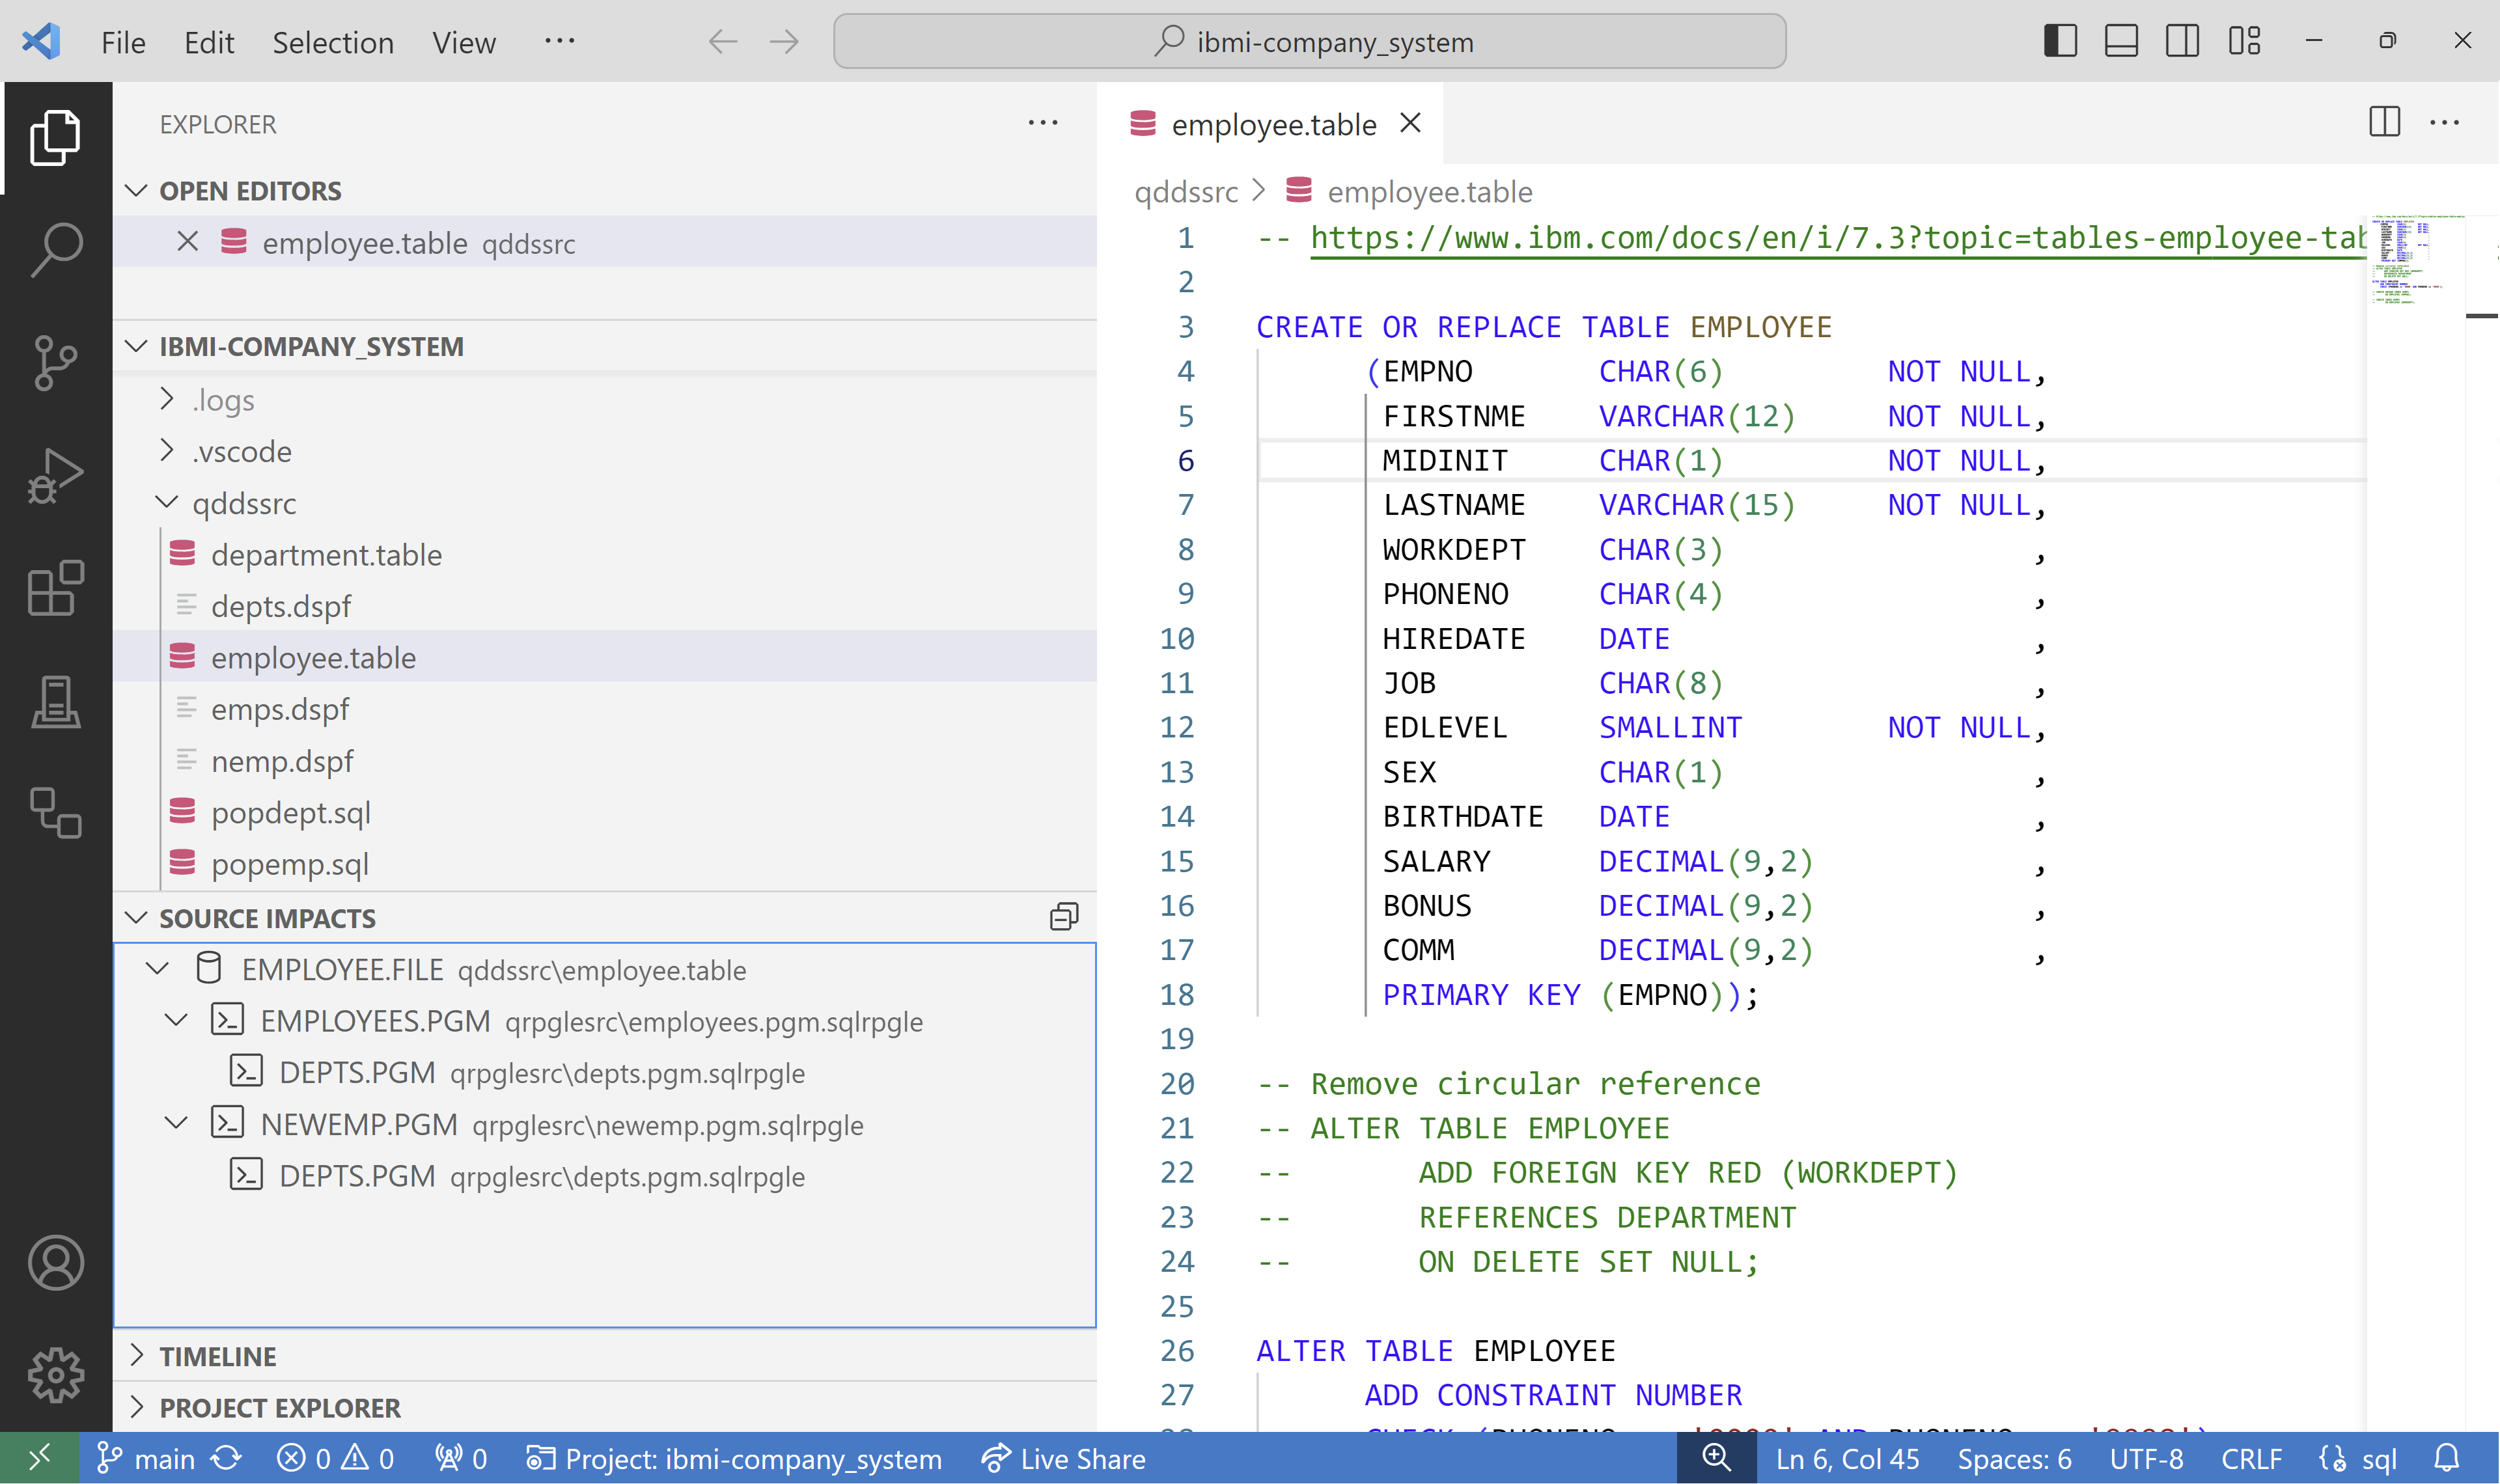 File Edit Selection View ··· ibmi-company_system
EXPLORER ···
OPEN EDITORS
employee.table qddssrc
IBMI-COMPANY_SYSTEM
.logs
.vscode
qddssrc
department.table
depts.dspf
employee.table
emps.dspf
nemp.dspf
popdept.sql
popemp.sql
SOURCE IMPACTS
EMPLOYEE.FILE qddssrc\employee.table
EMPLOYEES.PGM qrpglesrc\employees.pgm.sqlrpgle
DEPTS.PGM qrpglesrc\depts.pgm.sqlrpgle
NEWEMP.PGM qrpglesrc\newemp.pgm.sqlrpgle
DEPTS.PGM qrpglesrc\depts.pgm.sqlrpgle
TIMELINE
PROJECT EXPLORER
employee.table
qddssrc > employee.table
1 -- https://www.ibm.com/docs/en/i/7.3?topic=tables-employee-tab
2
3 CREATE OR REPLACE TABLE EMPLOYEE
4 (EMPNO CHAR(6) NOT NULL,
5 FIRSTNME VARCHAR(12) NOT NULL,
6 MIDINIT CHAR(1) NOT NULL,
7 LASTNAME VARCHAR(15) NOT NULL,
8 WORKDEPT CHAR(3) ,
9 PHONENO CHAR(4) ,
10 HIREDATE DATE ,
11 JOB CHAR(8) ,
12 EDLEVEL SMALLINT NOT NULL,
13 SEX CHAR(1) ,
14 BIRTHDATE DATE ,
15 SALARY DECIMAL(9,2) ,
16 BONUS DECIMAL(9,2) ,
17 COMM DECIMAL(9,2) ,
18 PRIMARY KEY (EMPNO));
19
20 -- Remove circular reference
21 -- ALTER TABLE EMPLOYEE
22 -- ADD FOREIGN KEY RED (WORKDEPT)
23 -- REFERENCES DEPARTMENT
24 -- ON DELETE SET NULL;
25
26 ALTER TABLE EMPLOYEE
27 ADD CONSTRAINT NUMBER
main 0 0 0 Project: ibmi-company_system Live Share Ln 6, Col 45 Spaces: 6 UTF-8 CRLF sql